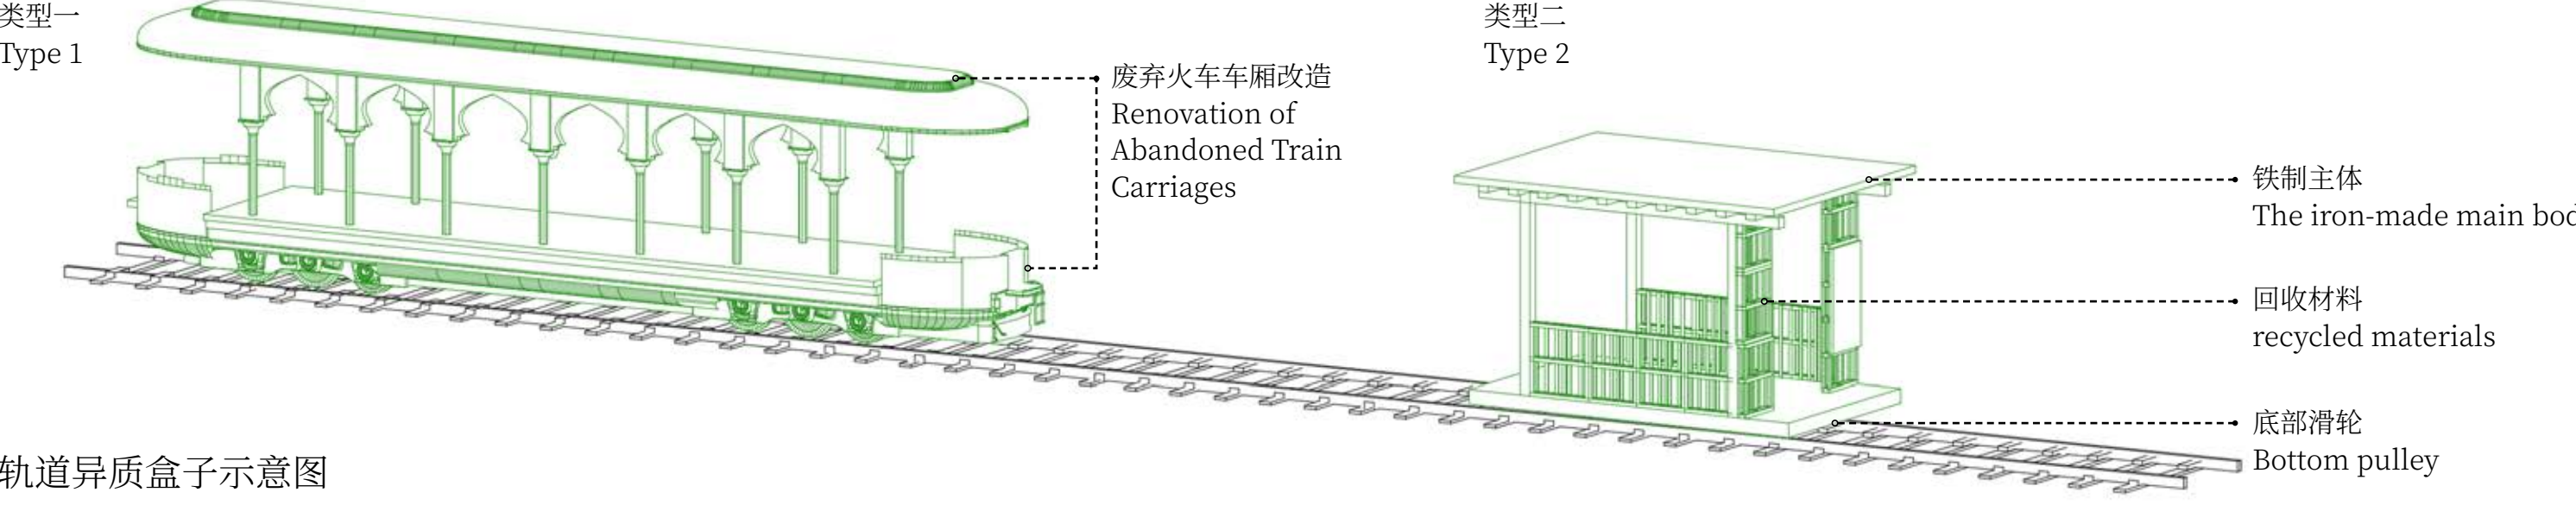 类型一
Type 1
废弃火车车厢改造
Renovation of
Abandoned Train
Carriages
类型二
Type 2
铁制主体
The iron-made main bod
回收材料
recycled materials
底部滑轮
Bottom pulley
轨道异质盒子示意图